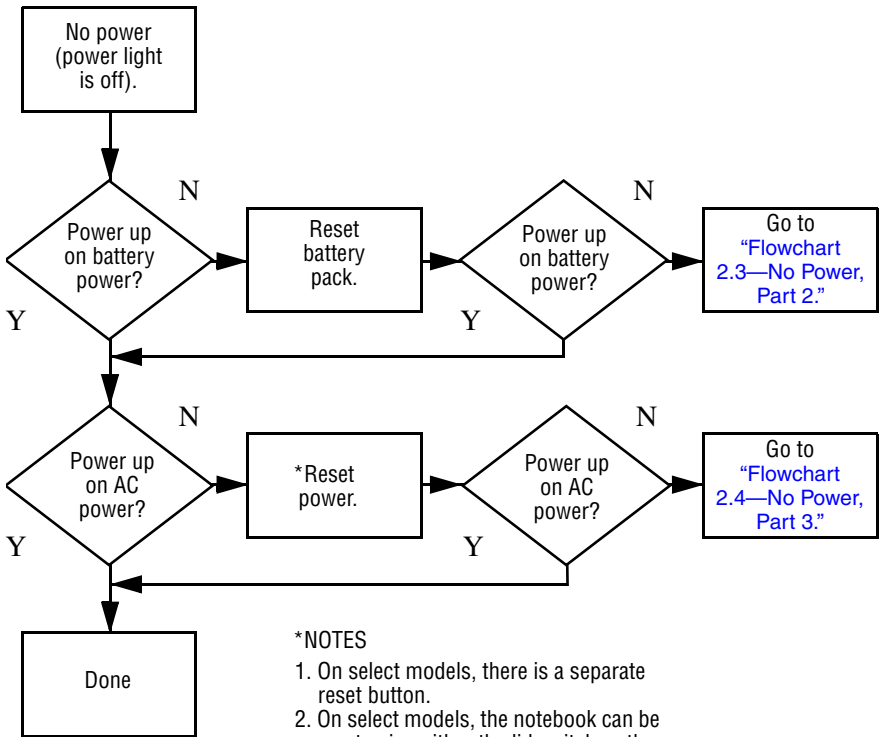 No power
(power light
is off).
N
N
Power up
on battery
power?
Reset
battery
pack.
Power up
on battery
power?
Go to
“Flowchart
2.3—No Power,
Part 2.”
Y
Y
N
N
Power up
on AC
power?
*Reset
power.
Power up
on AC
power?
Go to
“Flowchart
2.4—No Power,
Part 3.”
Y
Y
Done
*NOTES
1. On select models, there is a separate
reset button.
2. On select models, the notebook can be